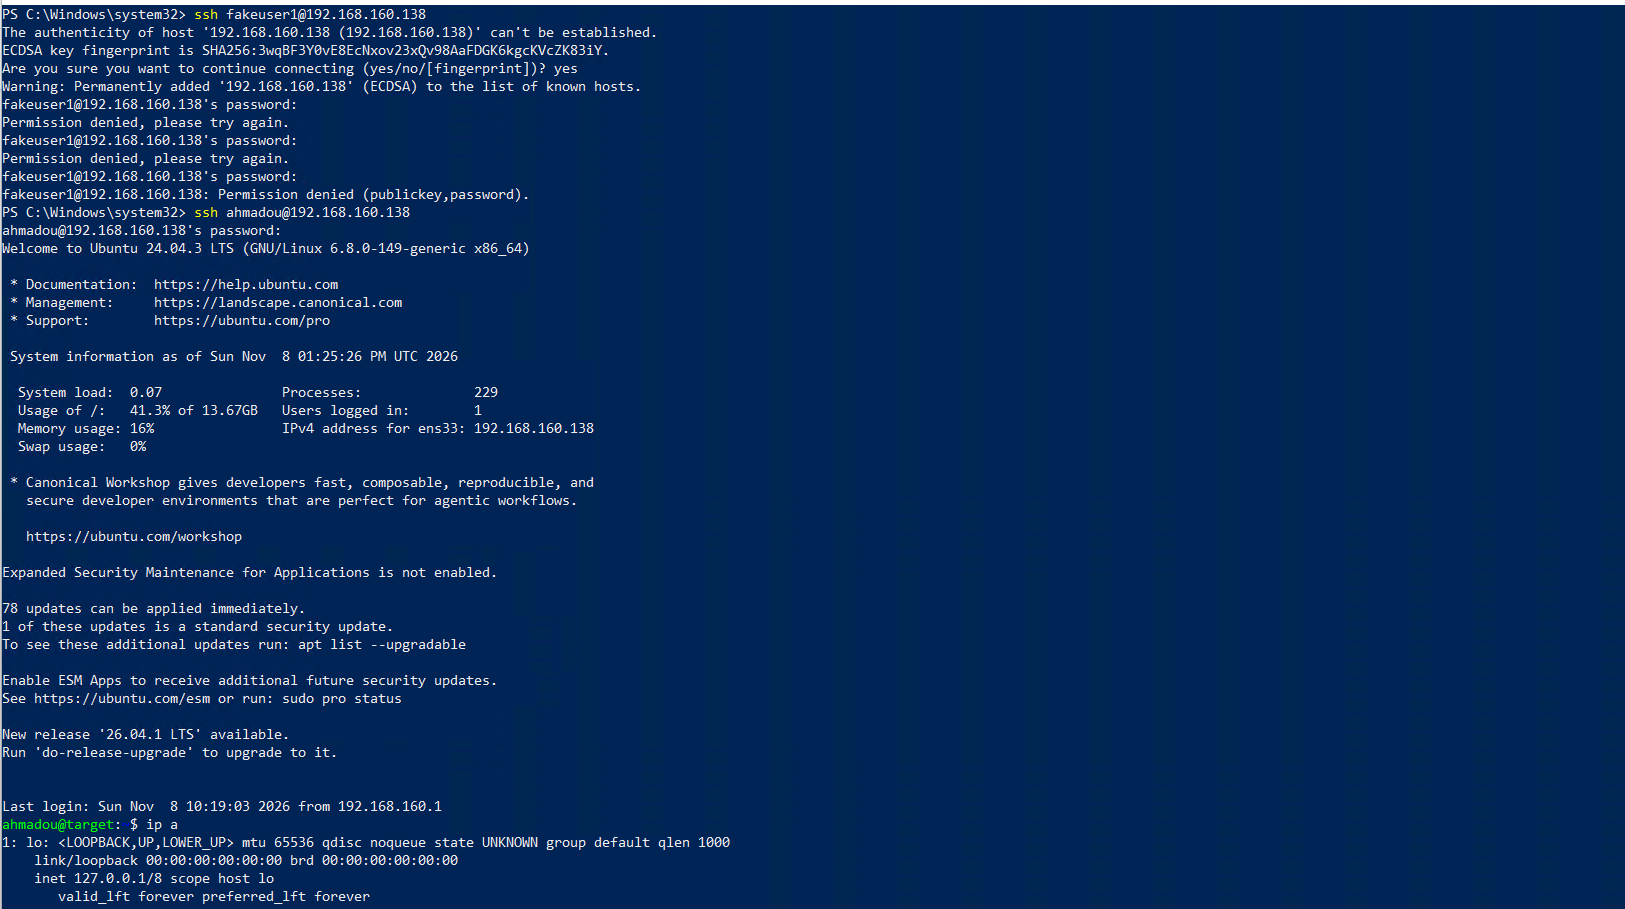 PS C:\Windows\system32> ssh fakeuser1@192.168.160.138
The authenticity of host '192.168.160.138 (192.168.160.138)' can't be established.
ECDSA key fingerprint is SHA256:3wqBF3Y0vE8EcNxov23xQv98AaFDGK6kgcKVcZK83iY.
Are you sure you want to continue connecting (yes/no/[fingerprint])? yes
Warning: Permanently added '192.168.160.138' (ECDSA) to the list of known hosts.
fakeuser1@192.168.160.138's password:
Permission denied, please try again.
fakeuser1@192.168.160.138's password:
Permission denied, please try again.
fakeuser1@192.168.160.138's password:
fakeuser1@192.168.160.138: Permission denied (publickey,password).
PS C:\Windows\system32> ssh ahmadou@192.168.160.138
ahmadou@192.168.160.138's password:
Welcome to Ubuntu 24.04.3 LTS (GNU/Linux 6.8.0-149-generic x86_64)

 * Documentation:  https://help.ubuntu.com
 * Management:     https://landscape.canonical.com
 * Support:        https://ubuntu.com/pro

 System information as of Sun Nov  8 01:25:26 PM UTC 2026

  System load:  0.07               Processes:              229
  Usage of /:   41.3% of 13.67GB   Users logged in:        1
  Memory usage: 16%                IPv4 address for ens33: 192.168.160.138
  Swap usage:   0%

 * Canonical Workshop gives developers fast, composable, reproducible, and
   secure developer environments that are perfect for agentic workflows.

   https://ubuntu.com/workshop

Expanded Security Maintenance for Applications is not enabled.

78 updates can be applied immediately.
1 of these updates is a standard security update.
To see these additional updates run: apt list --upgradable

Enable ESM Apps to receive additional future security updates.
See https://ubuntu.com/esm or run: sudo pro status

New release '26.04.1 LTS' available.
Run 'do-release-upgrade' to upgrade to it.


Last login: Sun Nov  8 10:19:03 2026 from 192.168.160.1
ahmadou@target: $ ip a
1: lo: <LOOPBACK,UP,LOWER_UP> mtu 65536 qdisc noqueue state UNKNOWN group default qlen 1000
    link/loopback 00:00:00:00:00:00 brd 00:00:00:00:00:00
    inet 127.0.0.1/8 scope host lo
       valid_lft forever preferred_lft forever